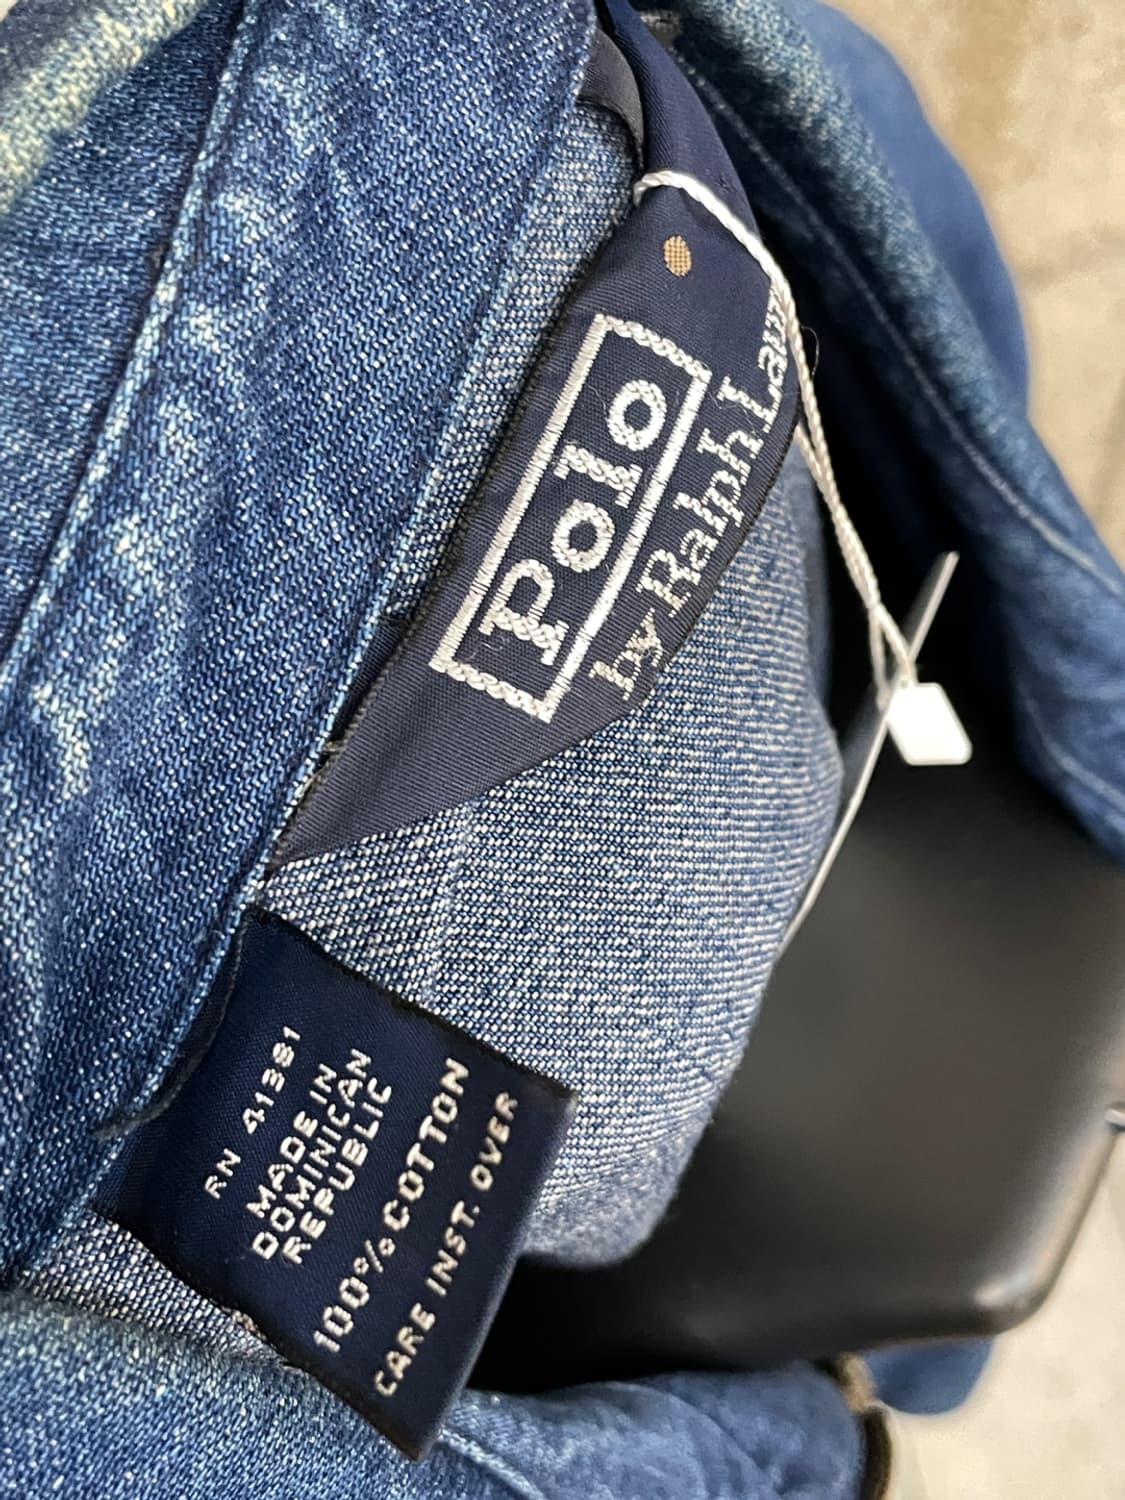 Polo
by Ralph Lau
RN 41381
MADE IN
DOMINICAN
REPUBLIC
100% COTTON
CARE INST. OVER